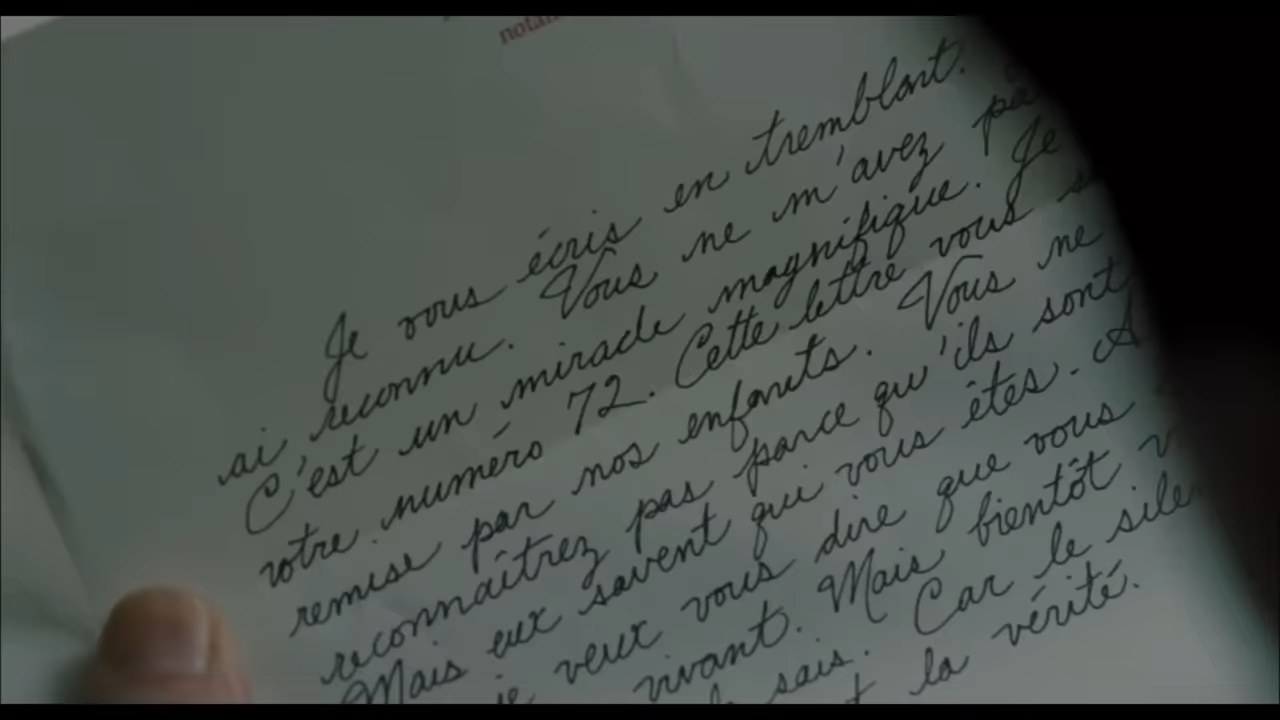 Je vous écris en tremblant.
ai reconnu. Vous ne m'avez
C'est un miracle magnifique. Je
votre numéro 72. Cette lettre vous
remise par nos enfants. Vous ne
reconnaîtrez pas parce qu'ils sont
Mais eux savent qui vous êtes.
je veux vous dire que vous
vivant. Mais bientôt
sais. Car le
la vérité.